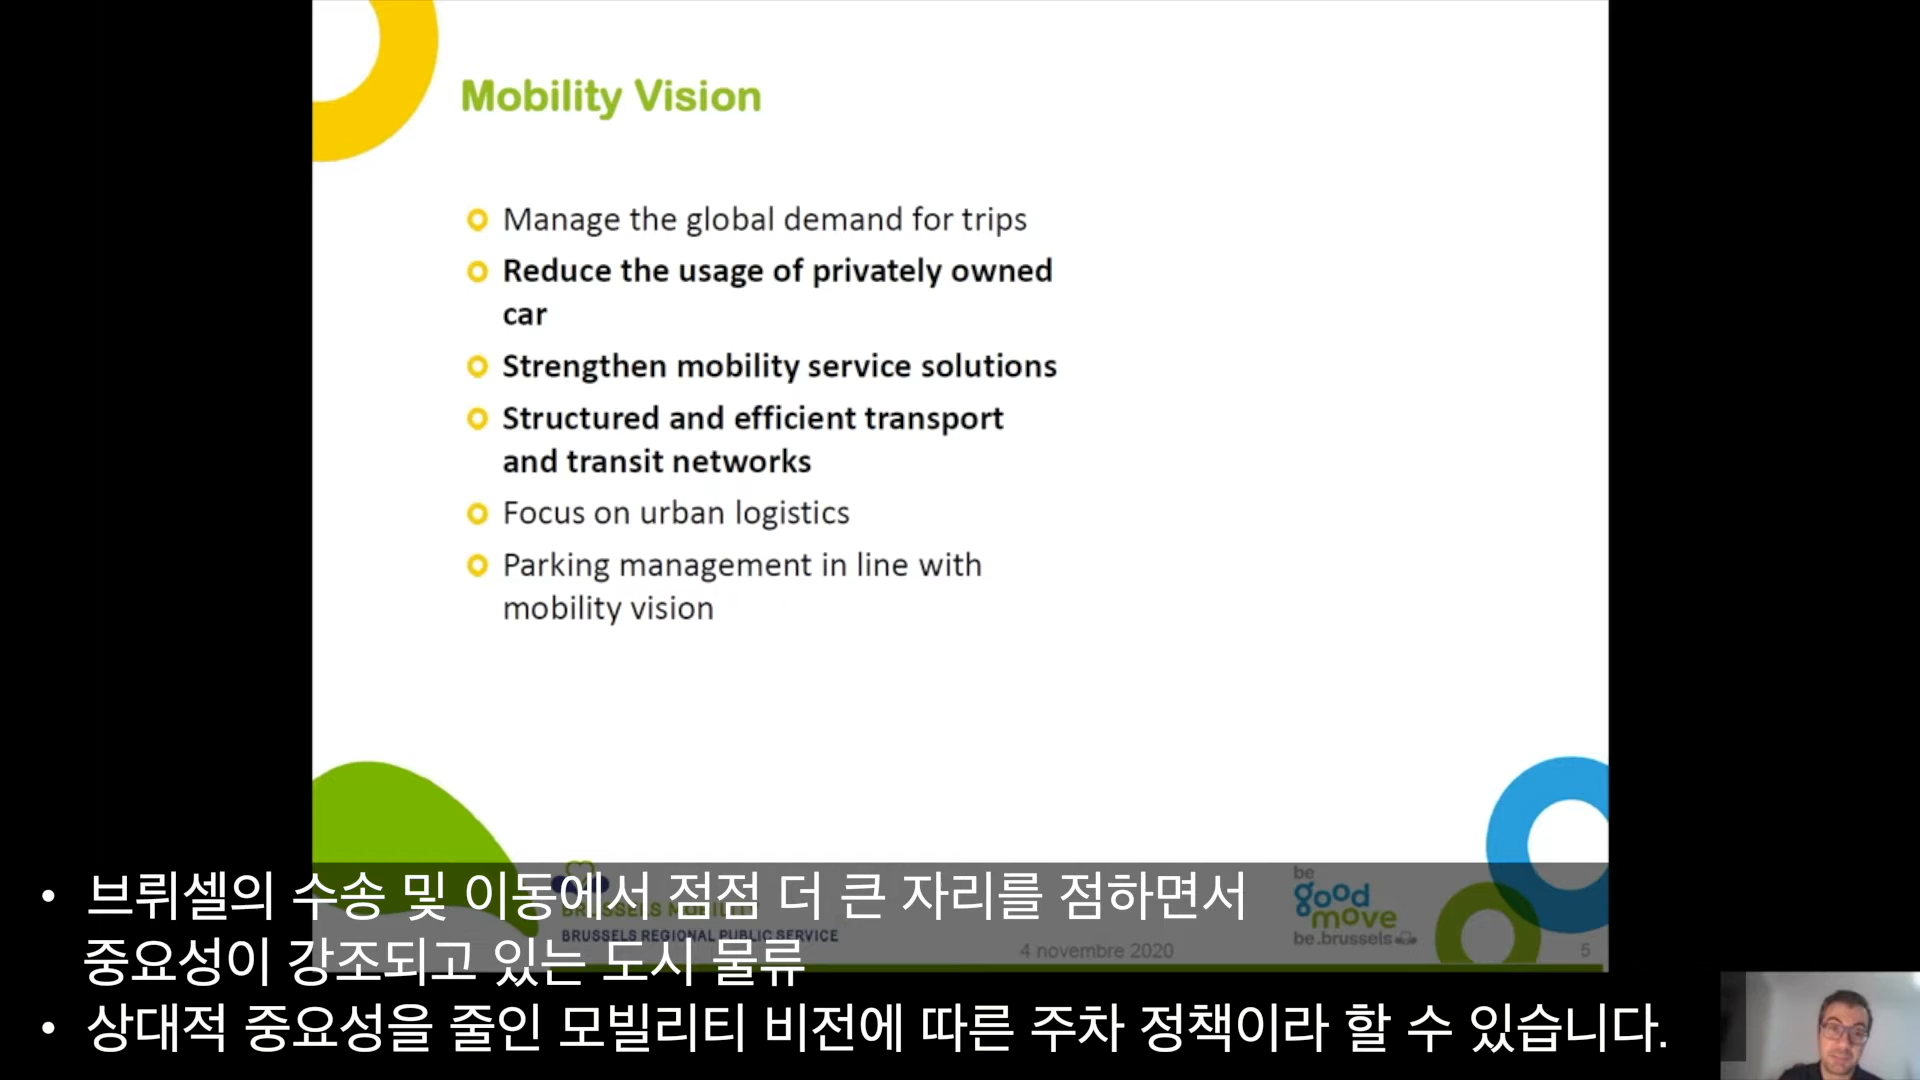 Mobility Vision
Manage the global demand for trips
Reduce the usage of privately owned
car
Strengthen mobility service solutions
Structured and efficient transport
and transit networks
Focus on urban logistics
Parking management in line with
mobility vision
BRUSSELS MOBILITY
BRUSSELS REGIONAL PUBLIC SERVICE
4 novembre 2020
be
good
move
be.brussels
5
• 브뤼셀의 수송 및 이동에서 점점 더 큰 자리를 점하면서
중요성이 강조되고 있는 도시 물류
• 상대적 중요성을 줄인 모빌리티 비전에 따른 주차 정책이라 할 수 있습니다.